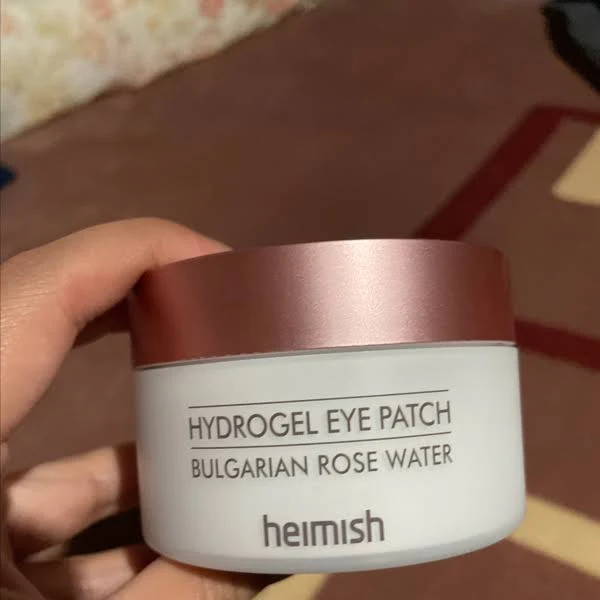 HYDROGEL EYE PATCH
BULGARIAN ROSE WATER
heimish